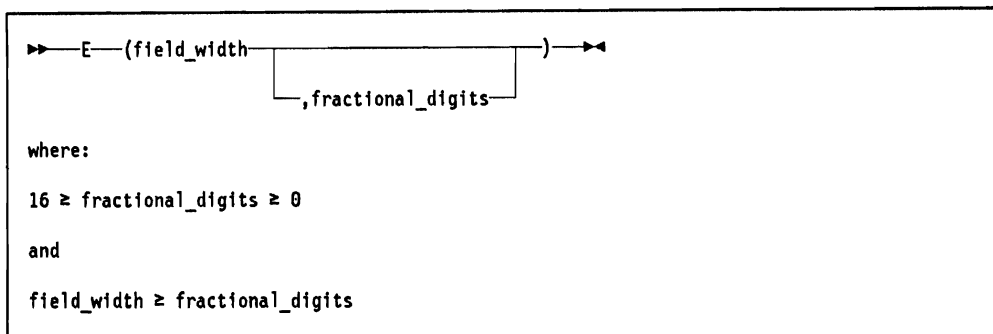 E (field_width )
,fractional_digits
where:
16 ≥ fractional_digits ≥ 0
and
field_width ≥ fractional_digits